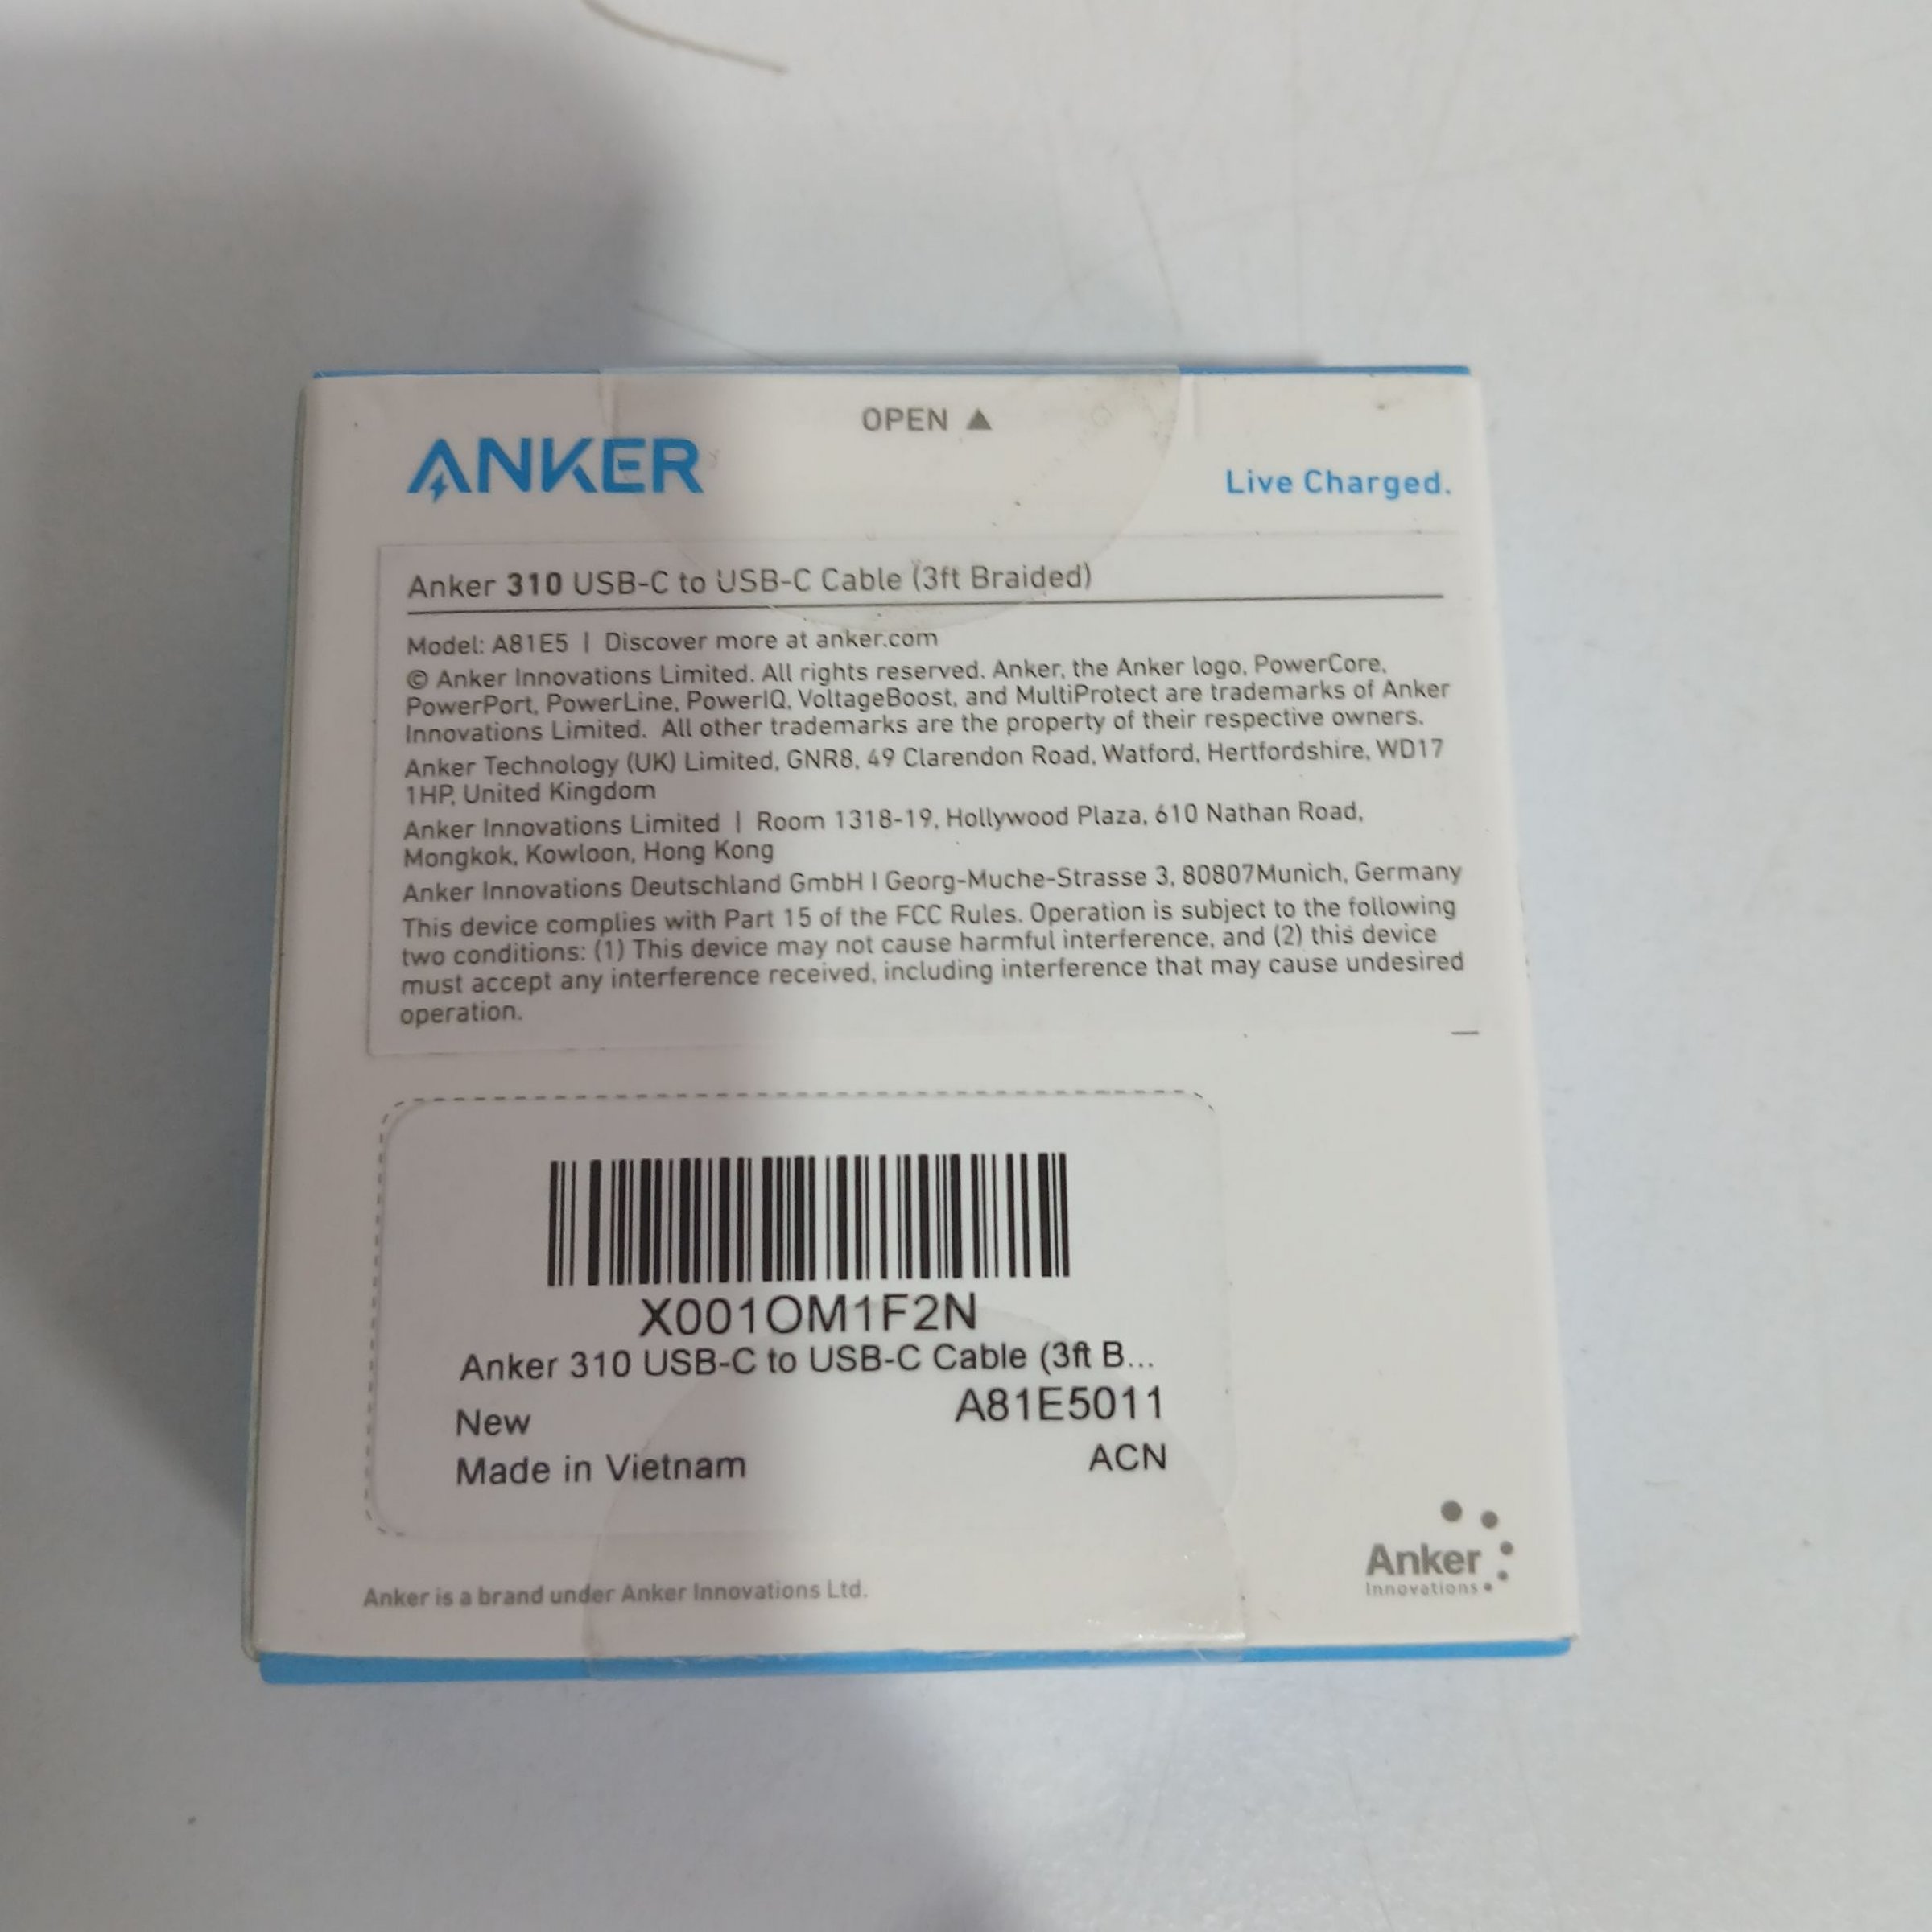 OPEN ▲
ANKER
Live Charged.
Anker 310 USB-C to USB-C Cable (3ft Braided)
Model: A81E5 | Discover more at anker.com
© Anker Innovations Limited. All rights reserved. Anker, the Anker logo, PowerCore,
PowerPort, PowerLine, PowerIQ, VoltageBoost, and MultiProtect are trademarks of Anker
Innovations Limited. All other trademarks are the property of their respective owners.
Anker Technology (UK) Limited, GNR8, 49 Clarendon Road, Watford, Hertfordshire, WD17
1HP, United Kingdom
Anker Innovations Limited | Room 1318-19, Hollywood Plaza, 610 Nathan Road,
Mongkok, Kowloon, Hong Kong
Anker Innovations Deutschland GmbH I Georg-Muche-Strasse 3, 80807Munich, Germany
This device complies with Part 15 of the FCC Rules. Operation is subject to the following
two conditions: (1) This device may not cause harmful interference, and (2) this device
must accept any interference received, including interference that may cause undesired
operation.
X001OM1F2N
Anker 310 USB-C to USB-C Cable (3ft B...
New
A81E5011
Made in Vietnam
ACN
Anker
Innovations
Anker is a brand under Anker Innovations Ltd.